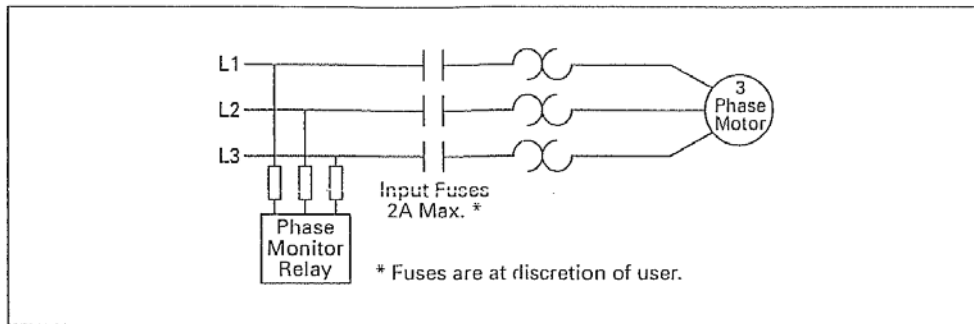 L1
L2
L3
3
Phase
Motor
Input Fuses
2A Max. *
Phase
Monitor
Relay
* Fuses are at discretion of user.